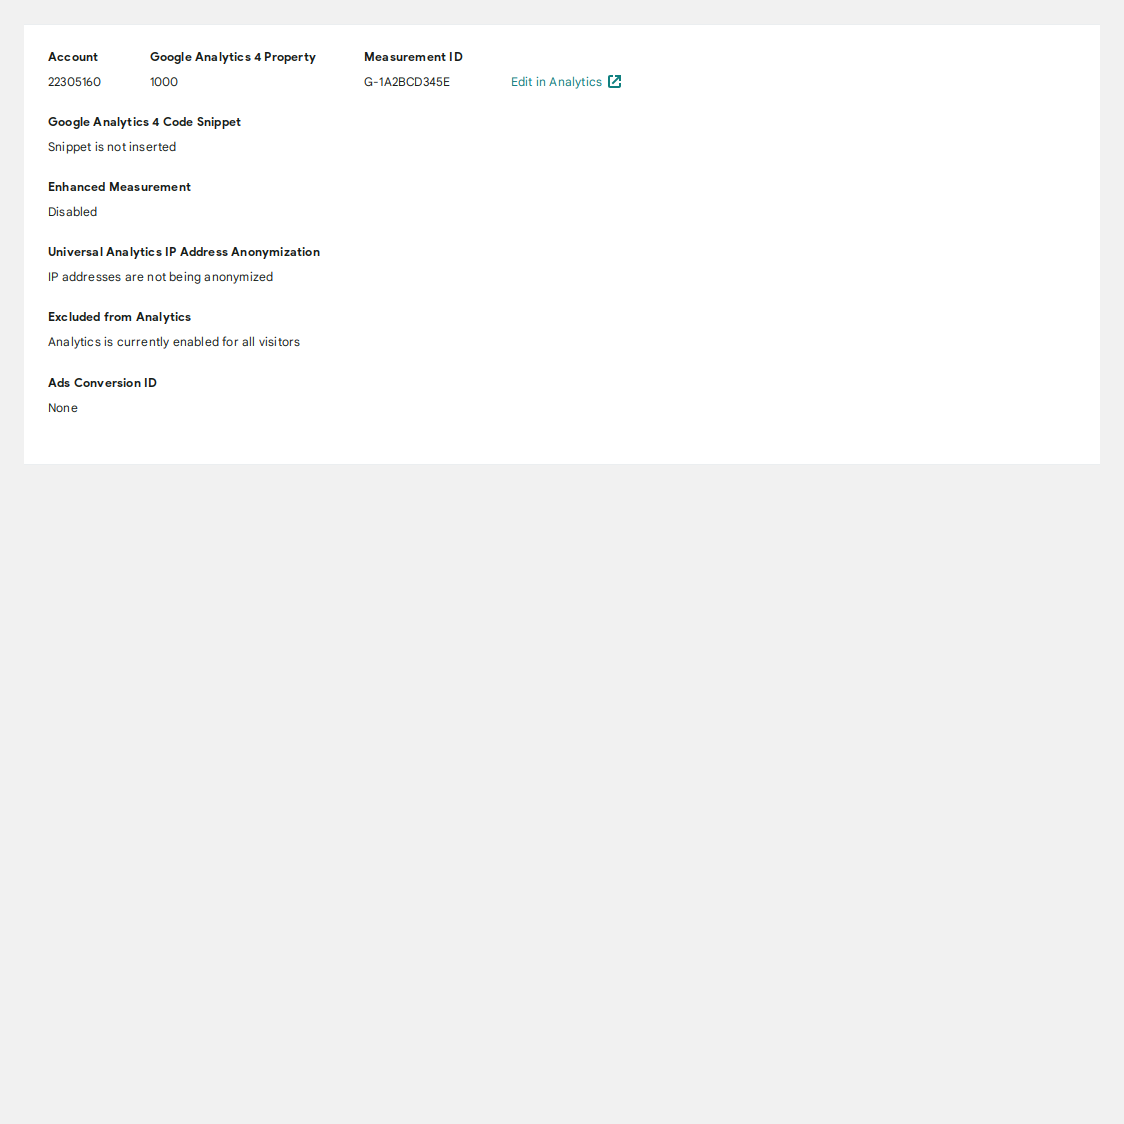 Account Google Analytics 4 Property Measurement ID
22305160 1000 G-1A2BCD345E Edit in Analytics
Google Analytics 4 Code Snippet
Snippet is not inserted
Enhanced Measurement
Disabled
Universal Analytics IP Address Anonymization
IP addresses are not being anonymized
Excluded from Analytics
Analytics is currently enabled for all visitors
Ads Conversion ID
None